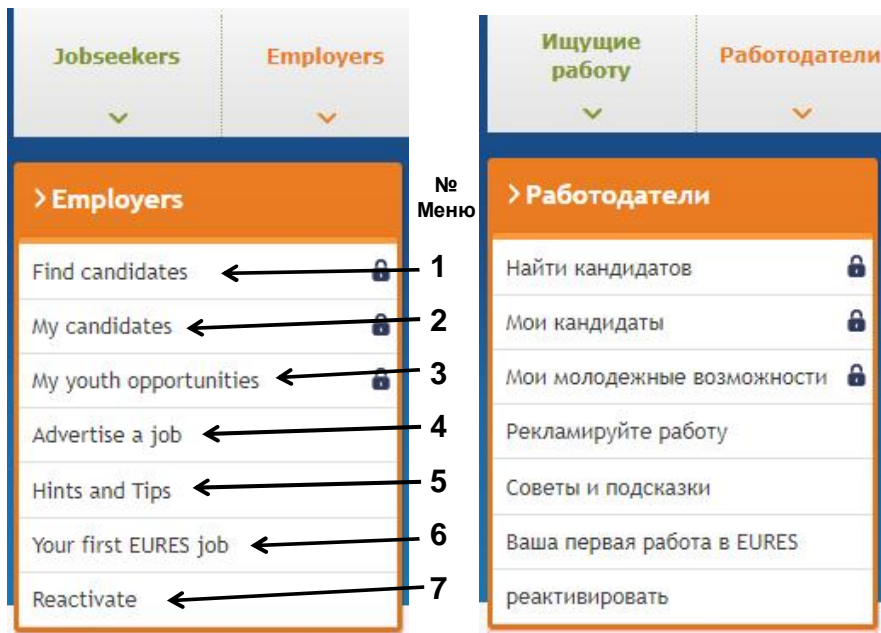 Jobseekers
Employers
> Employers
Find candidates
My candidates
My youth opportunities
Advertise a job
Hints and Tips
Your first EURES job
Reactivate
№
Меню
1
2
3
4
5
6
7
Ищущие
работу
Работодатели
> Работодатели
Найти кандидатов
Мои кандидаты
Мои молодежные возможности
Рекламируйте работу
Советы и подсказки
Ваша первая работа в EURES
реактивировать